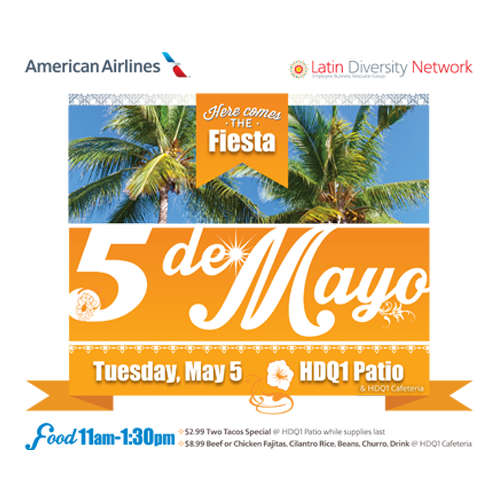 American Airlines
Latin Diversity Network
Employee Business Resource Group
Here comes
· THE ·
Fiesta
5 de Mayo
Tuesday, May 5
HDQ1 Patio
& HDQ1 Cafeteria
Food 11am-1:30pm
$2.99 Two Tacos Special @ HDQ1 Patio while supplies last
$8.99 Beef or Chicken Fajitas, Cilantro Rice, Beans, Churro, Drink @ HDQ1 Cafeteria